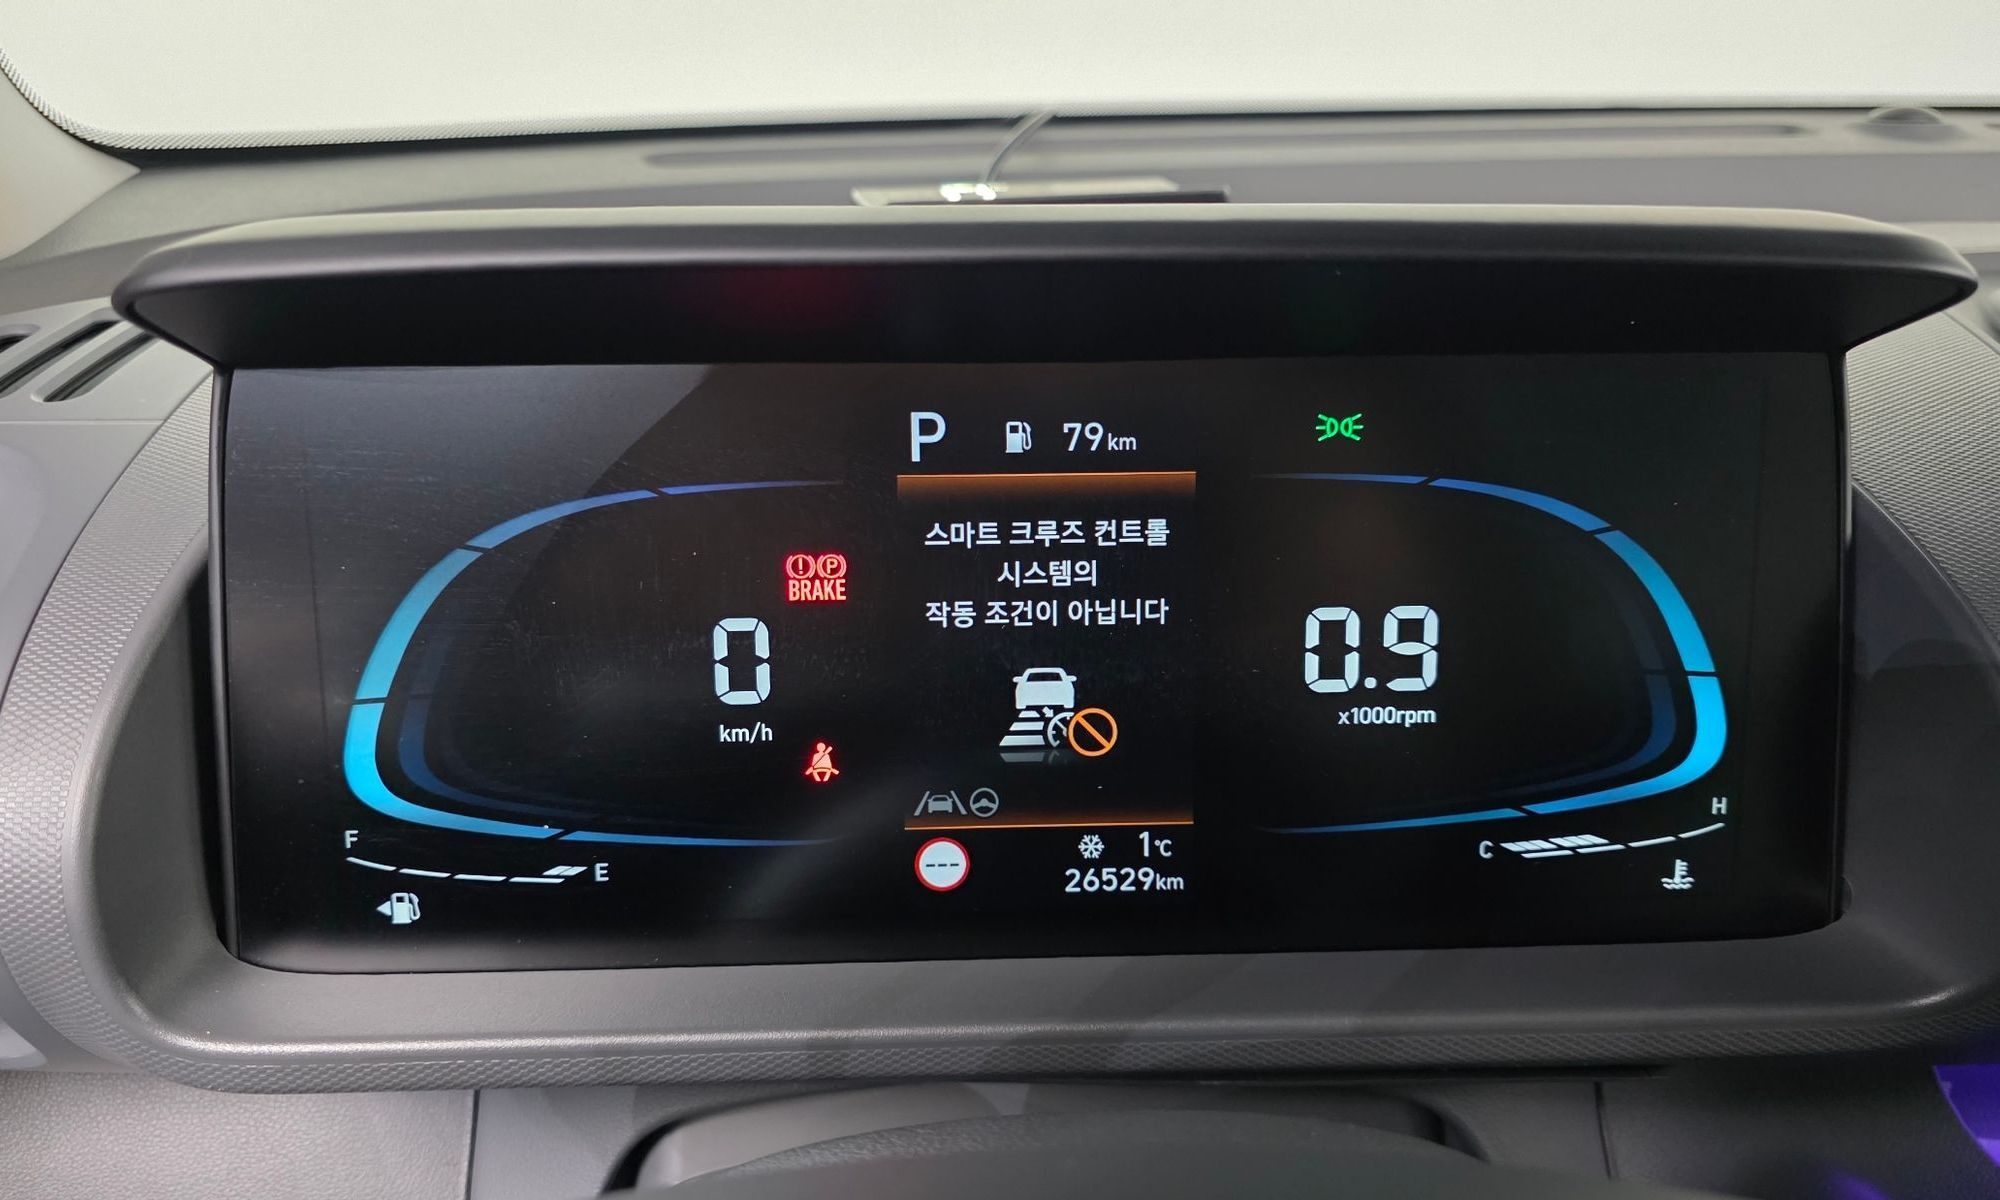 P 79km
스마트 크루즈 컨트롤
시스템의
작동 조건이 아닙니다
(!)(P)
BRAKE
0
km/h
0.9
x1000rpm
F E
C H
--- 1℃
26529km